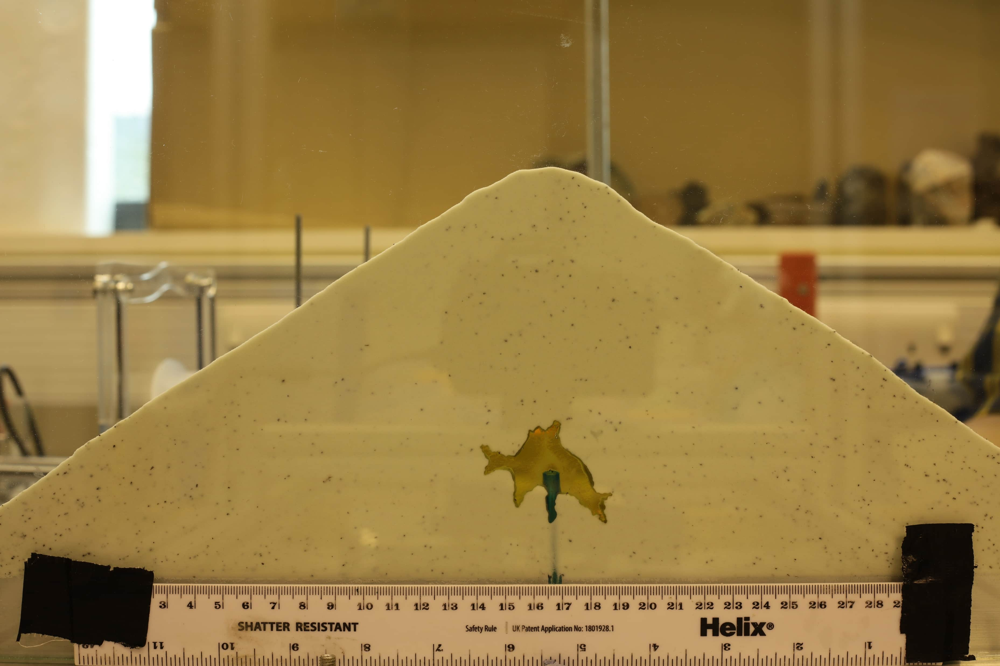 3 4 5 6 7 8 9 10 11 12 13 14 15 16 17 18 19 20 21 22 23 24 25 26 27 28 2
SHATTER RESISTANT Safety Rule UK Patent Application No: 1801928.1 Helix®
12 11 10 9 8 7 6 5 4 3 2 1